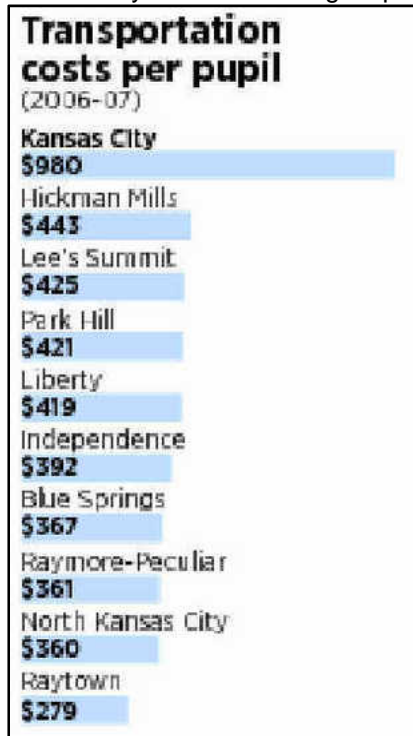 Transportation
costs per pupil
(2006-07)
Kansas City
$980
Hickman Mills
$443
Lee's Summit
$425
Park Hill
$421
Liberty
$419
Independence
$392
Blue Springs
$367
Raymore-Peculiar
$361
North Kansas City
$360
Raytown
$279